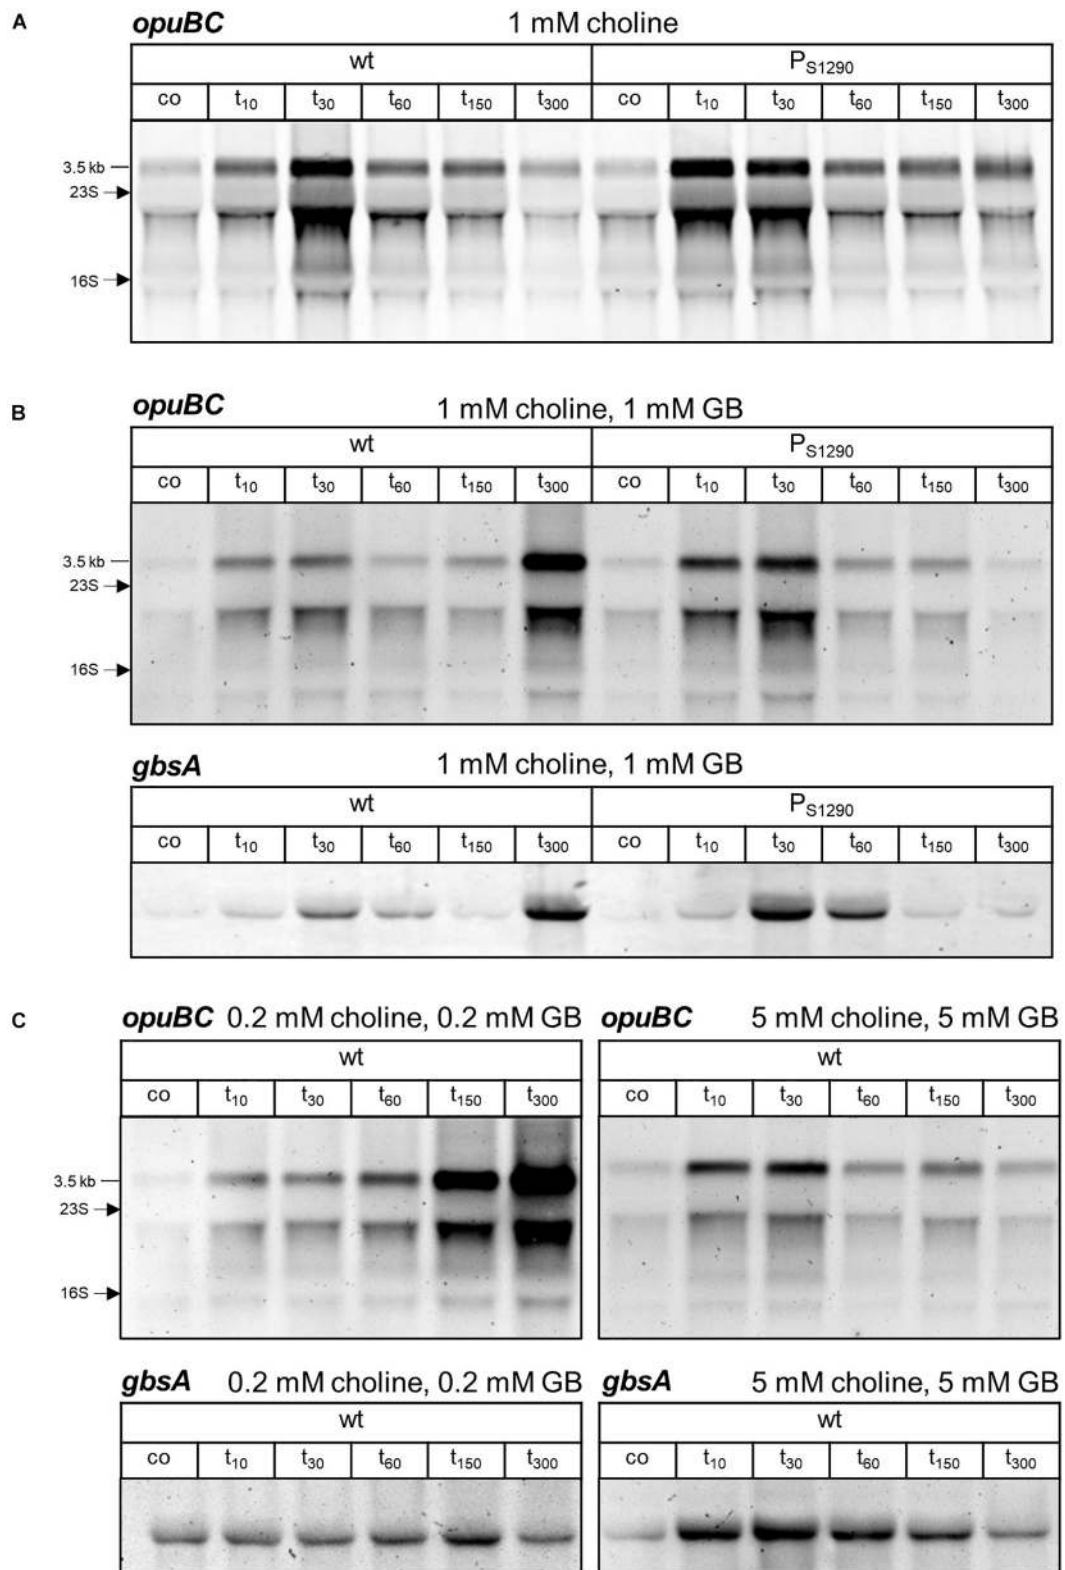 A
opuBC 1 mM choline
wt P_S1290
co t10 t30 t60 t150 t300 co t10 t30 t60 t150 t300
3.5 kb
23S
16S
B
opuBC 1 mM choline, 1 mM GB
wt P_S1290
co t10 t30 t60 t150 t300 co t10 t30 t60 t150 t300
3.5 kb
23S
16S
gbsA 1 mM choline, 1 mM GB
wt P_S1290
co t10 t30 t60 t150 t300 co t10 t30 t60 t150 t300
C
opuBC 0.2 mM choline, 0.2 mM GB opuBC 5 mM choline, 5 mM GB
wt wt
co t10 t30 t60 t150 t300 co t10 t30 t60 t150 t300
3.5 kb
23S
16S
gbsA 0.2 mM choline, 0.2 mM GB gbsA 5 mM choline, 5 mM GB
wt wt
co t10 t30 t60 t150 t300 co t10 t30 t60 t150 t300